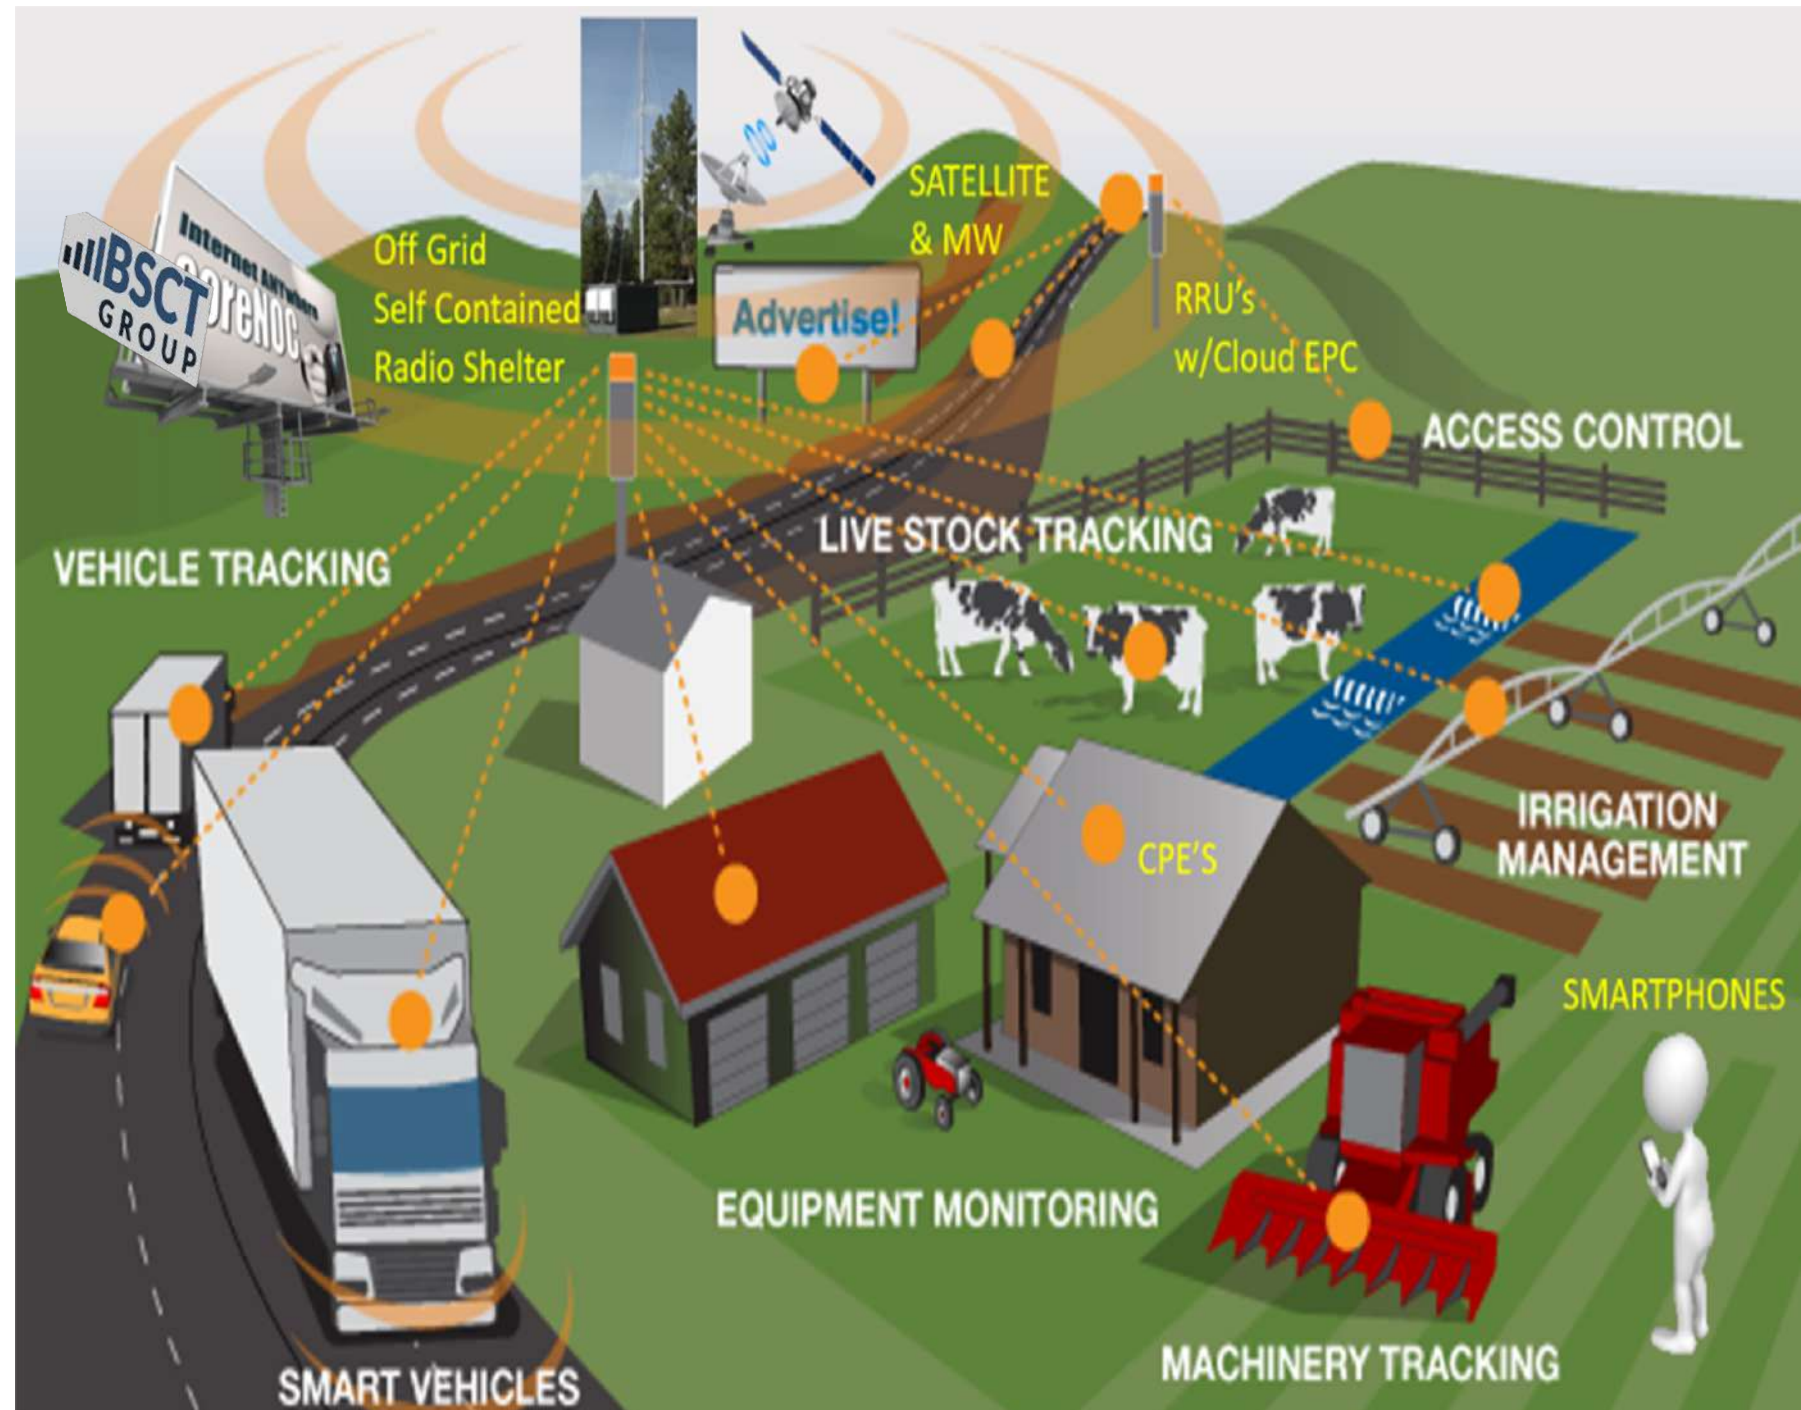 Internet ANYwhere
CoreNOC
BSCT
GROUP
Off Grid
Self Contained
Radio Shelter
SATELLITE
& MW
Advertise!
RRU's
w/Cloud EPC
ACCESS CONTROL
LIVE STOCK TRACKING
VEHICLE TRACKING
IRRIGATION
MANAGEMENT
CPE'S
SMARTPHONES
EQUIPMENT MONITORING
MACHINERY TRACKING
SMART VEHICLES